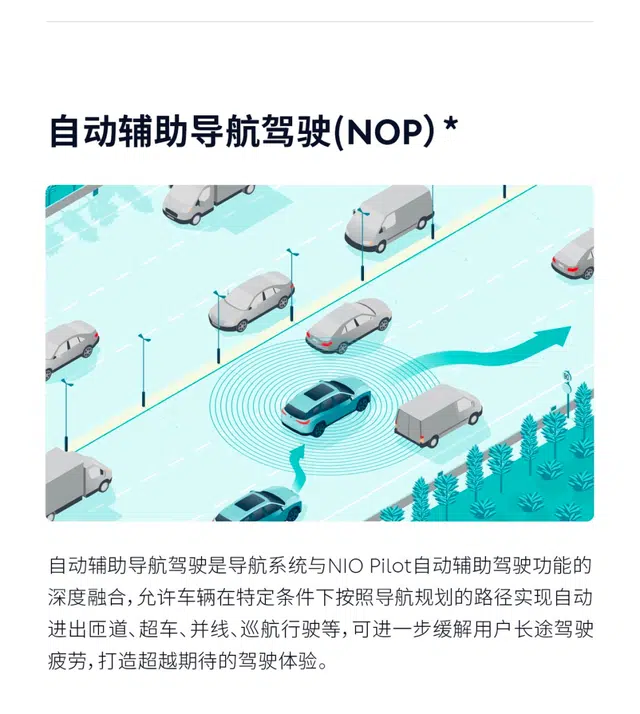 自动辅助导航驾驶(NOP）*
自动辅助导航驾驶是导航系统与NIO Pilot自动辅助驾驶功能的
深度融合，允许车辆在特定条件下按照导航规划的路径实现自动
进出匝道、超车、并线、巡航行驶等，可进一步缓解用户长途驾驶
疲劳，打造超越期待的驾驶体验。